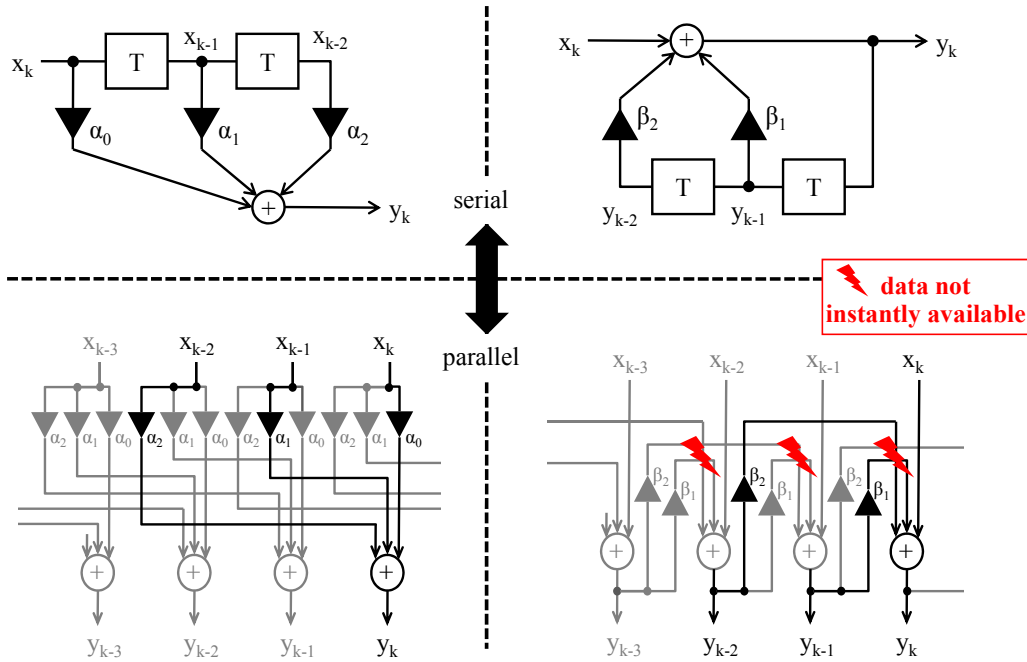 x_k x_{k-1} x_{k-2}
T T
α_0 α_1 α_2
+
y_k
x_k + y_k
β_2 β_1
T T
y_{k-2} y_{k-1}
serial
parallel
data not
instantly available
x_{k-3} x_{k-2} x_{k-1} x_k
α_2 α_1 α_0 α_2 α_1 α_0 α_2 α_1 α_0 α_2 α_1 α_0
+ + + +
y_{k-3} y_{k-2} y_{k-1} y_k
x_{k-3} x_{k-2} x_{k-1} x_k
β_2 β_1 β_2 β_1 β_2 β_1
+ + + +
y_{k-3} y_{k-2} y_{k-1} y_k